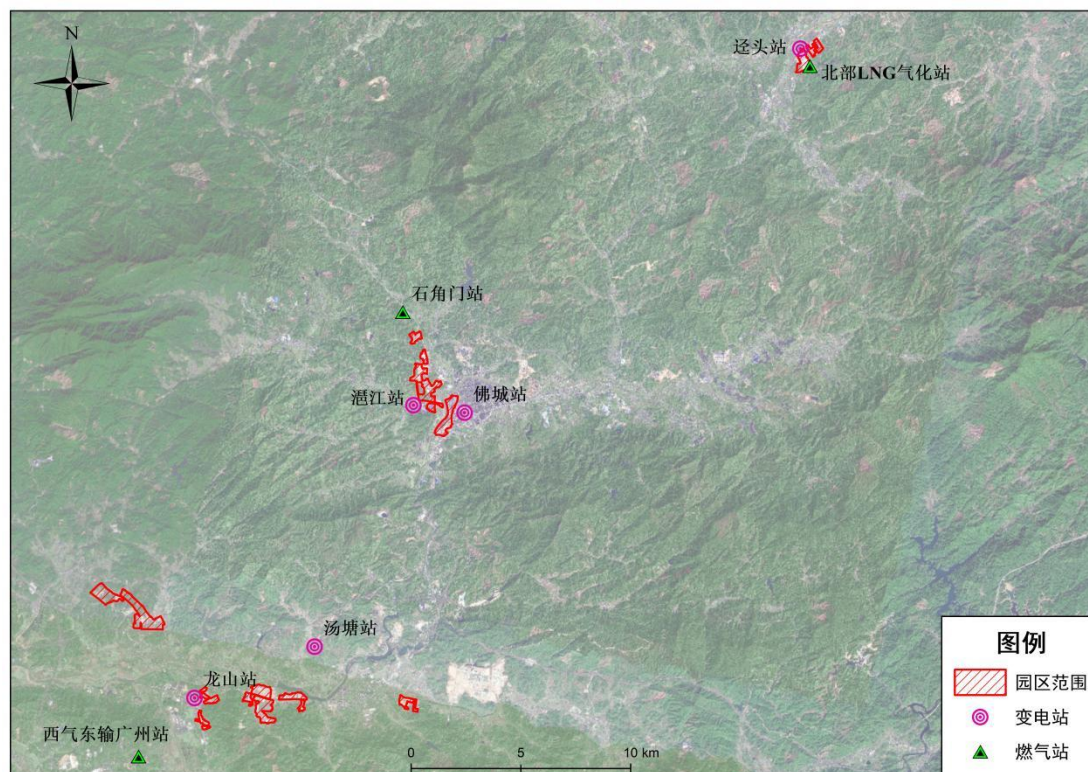 N
迳头站
北部LNG气化站
石角门站
潖江站
佛城站
汤塘站
龙山站
西气东输广州站
0 5 10 km
图例
园区范围
变电站
燃气站